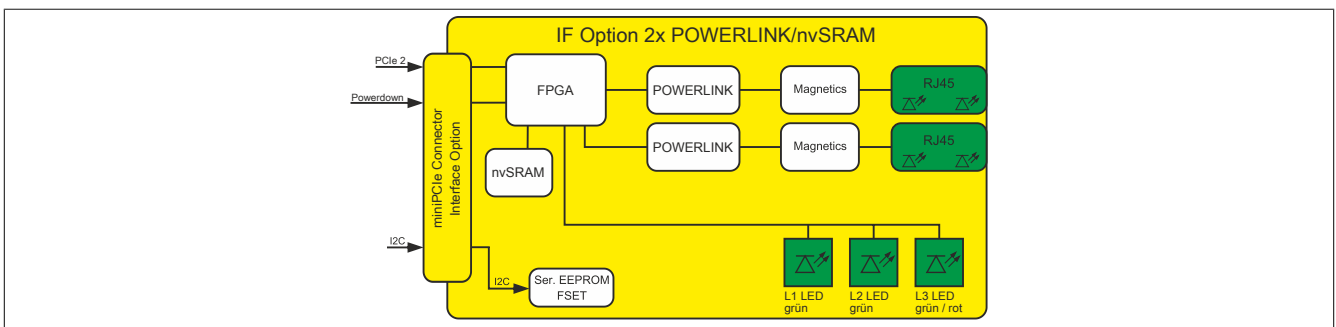 IF Option 2x POWERLINK/nvSRAM
PCIe 2
Powerdown
I2C
miniPCIe Connector
Interface Option
FPGA
POWERLINK
Magnetics
RJ45
POWERLINK
Magnetics
RJ45
nvSRAM
I2C
Ser. EEPROM
FSET
L1 LED
grün
L2 LED
grün
L3 LED
grün / rot